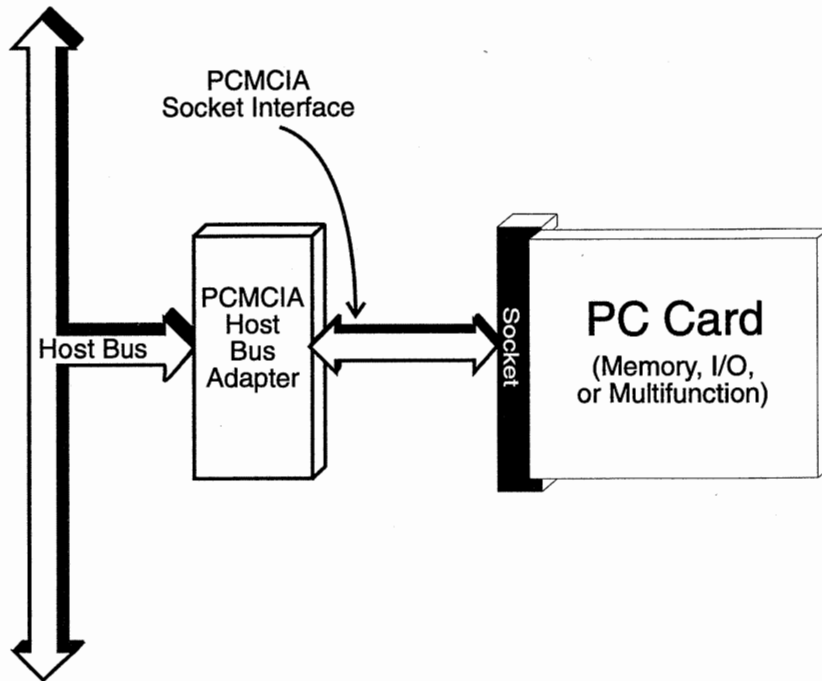 PCMCIA
Socket Interface
Host Bus
PCMCIA
Host
Bus
Adapter
Socket
PC Card
(Memory, I/O,
or Multifunction)